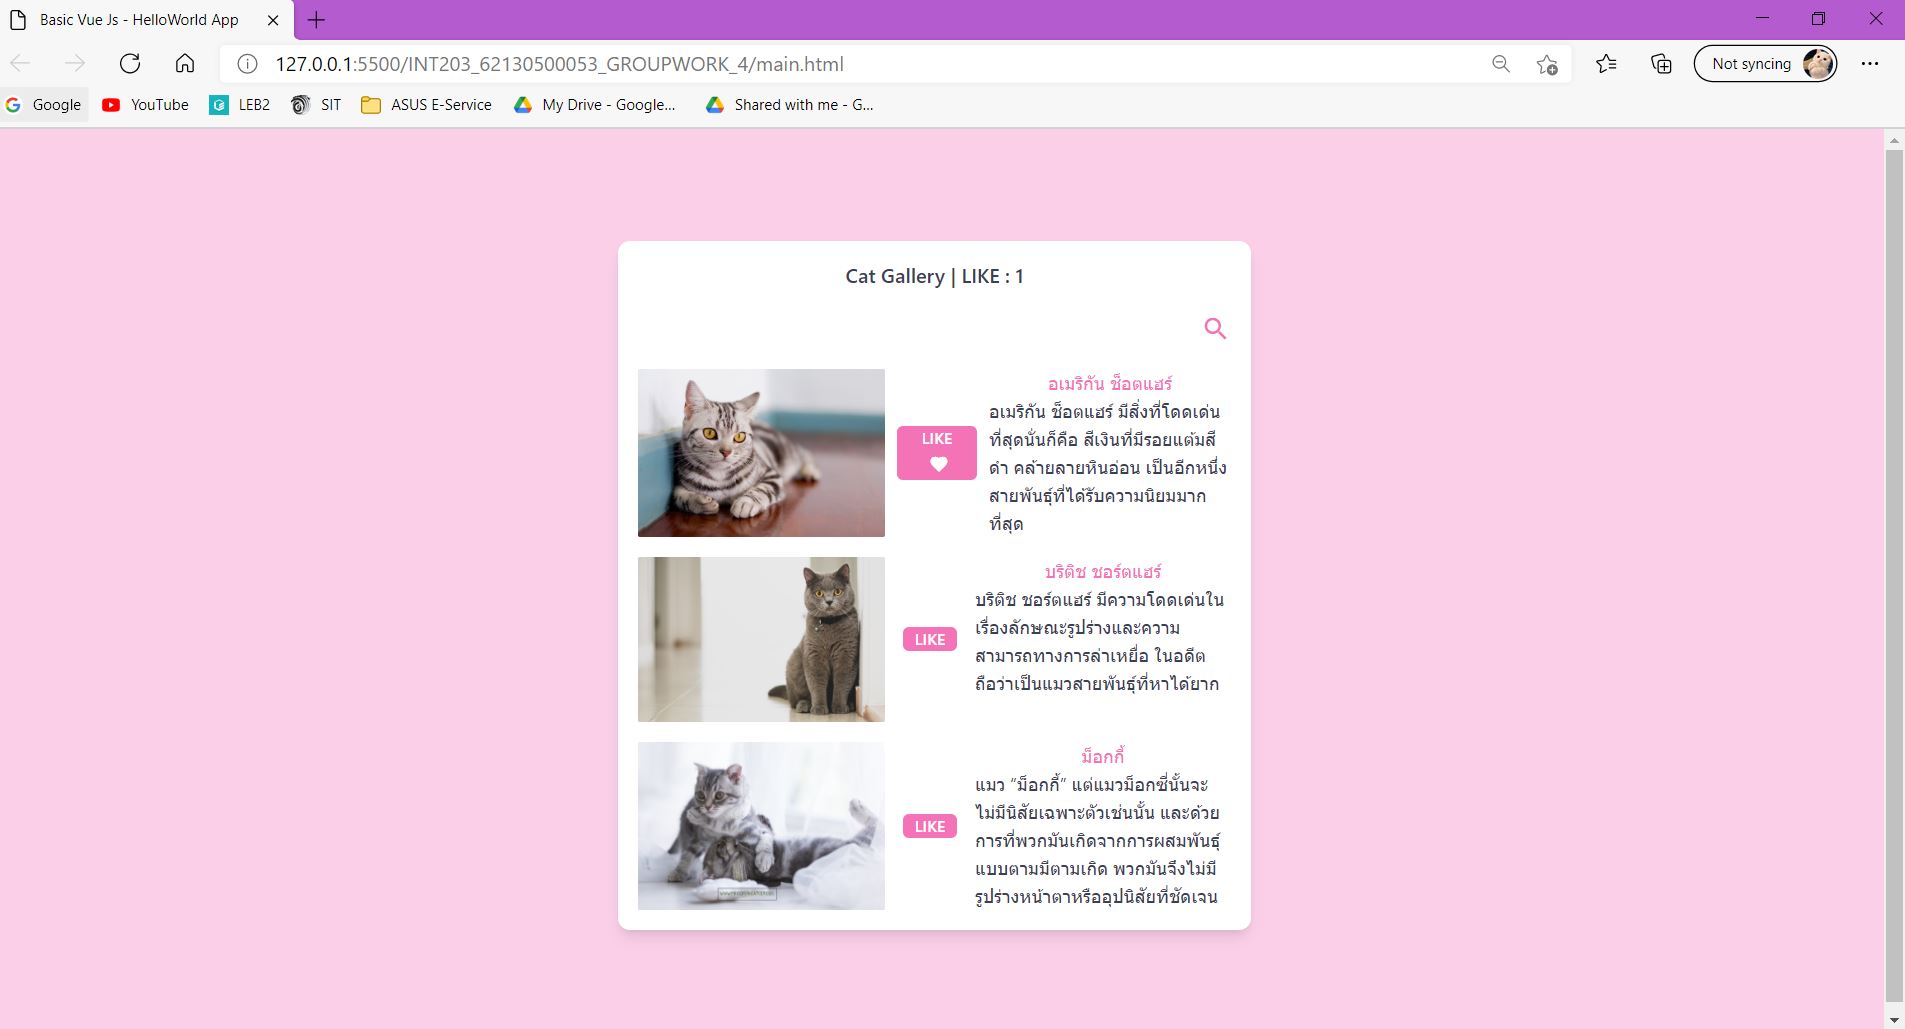 Basic Vue Js - HelloWorld App
127.0.0.1:5500/INT203_62130500053_GROUPWORK_4/main.html
Not syncing
Google
YouTube
LEB2
SIT
ASUS E-Service
My Drive - Google...
Shared with me - G...
Cat Gallery | LIKE : 1
LIKE
อเมริกัน ช็อตแฮร์
อเมริกัน ช็อตแฮร์ มีสิ่งที่โดดเด่น
ที่สุดนั่นก็คือ สีเงินที่มีรอยแต้มสี
ดำ คล้ายลายหินอ่อน เป็นอีกหนึ่ง
สายพันธุ์ที่ได้รับความนิยมมาก
ที่สุด
LIKE
บริติช ชอร์ตแฮร์
บริติช ชอร์ตแฮร์ มีความโดดเด่นใน
เรื่องลักษณะรูปร่างและความ
สามารถทางการล่าเหยื่อ ในอดีต
ถือว่าเป็นแมวสายพันธุ์ที่หาได้ยาก
LIKE
ม็อกกี้
แมว “ม็อกกี้” แต่แมวม็อกซี่นั้นจะ
ไม่มีนิสัยเฉพาะตัวเช่นนั้น และด้วย
การที่พวกมันเกิดจากการผสมพันธุ์
แบบตามมีตามเกิด พวกมันจึงไม่มี
รูปร่างหน้าตาหรืออุปนิสัยที่ชัดเจน